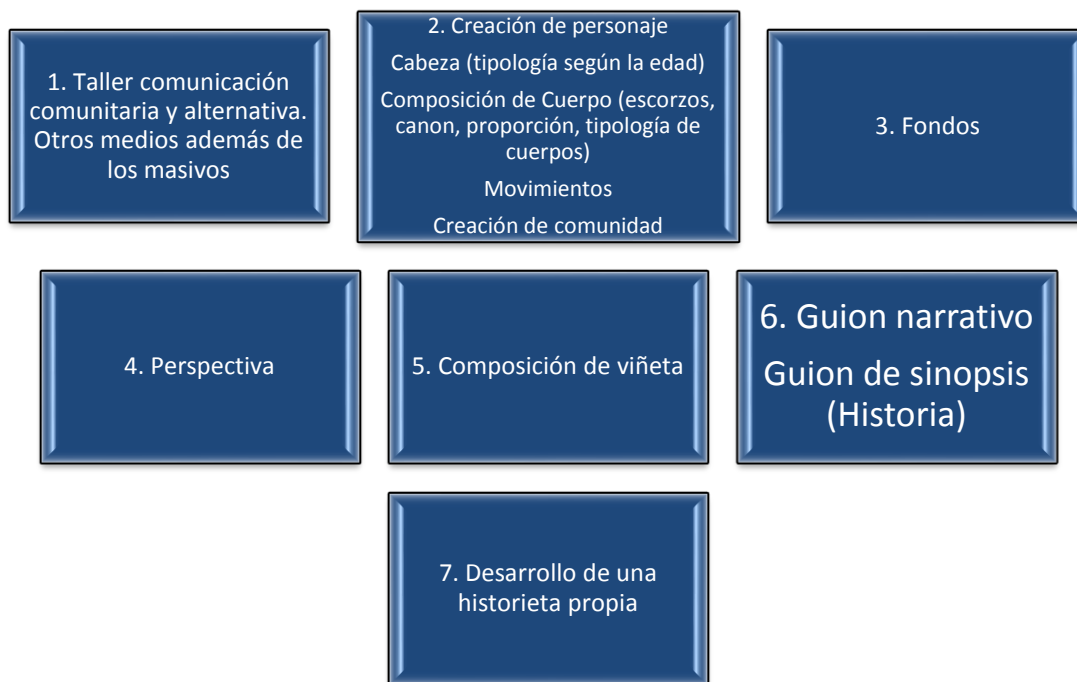 1. Taller comunicación
comunitaria y alternativa.
Otros medios además de
los masivos
2. Creación de personaje
Cabeza (tipología según la edad)
Composición de Cuerpo (escorzos,
canon, proporción, tipología de
cuerpos)
Movimientos
Creación de comunidad
3. Fondos
4. Perspectiva
5. Composición de viñeta
6. Guion narrativo
Guion de sinopsis
(Historia)
7. Desarrollo de una
historieta propia